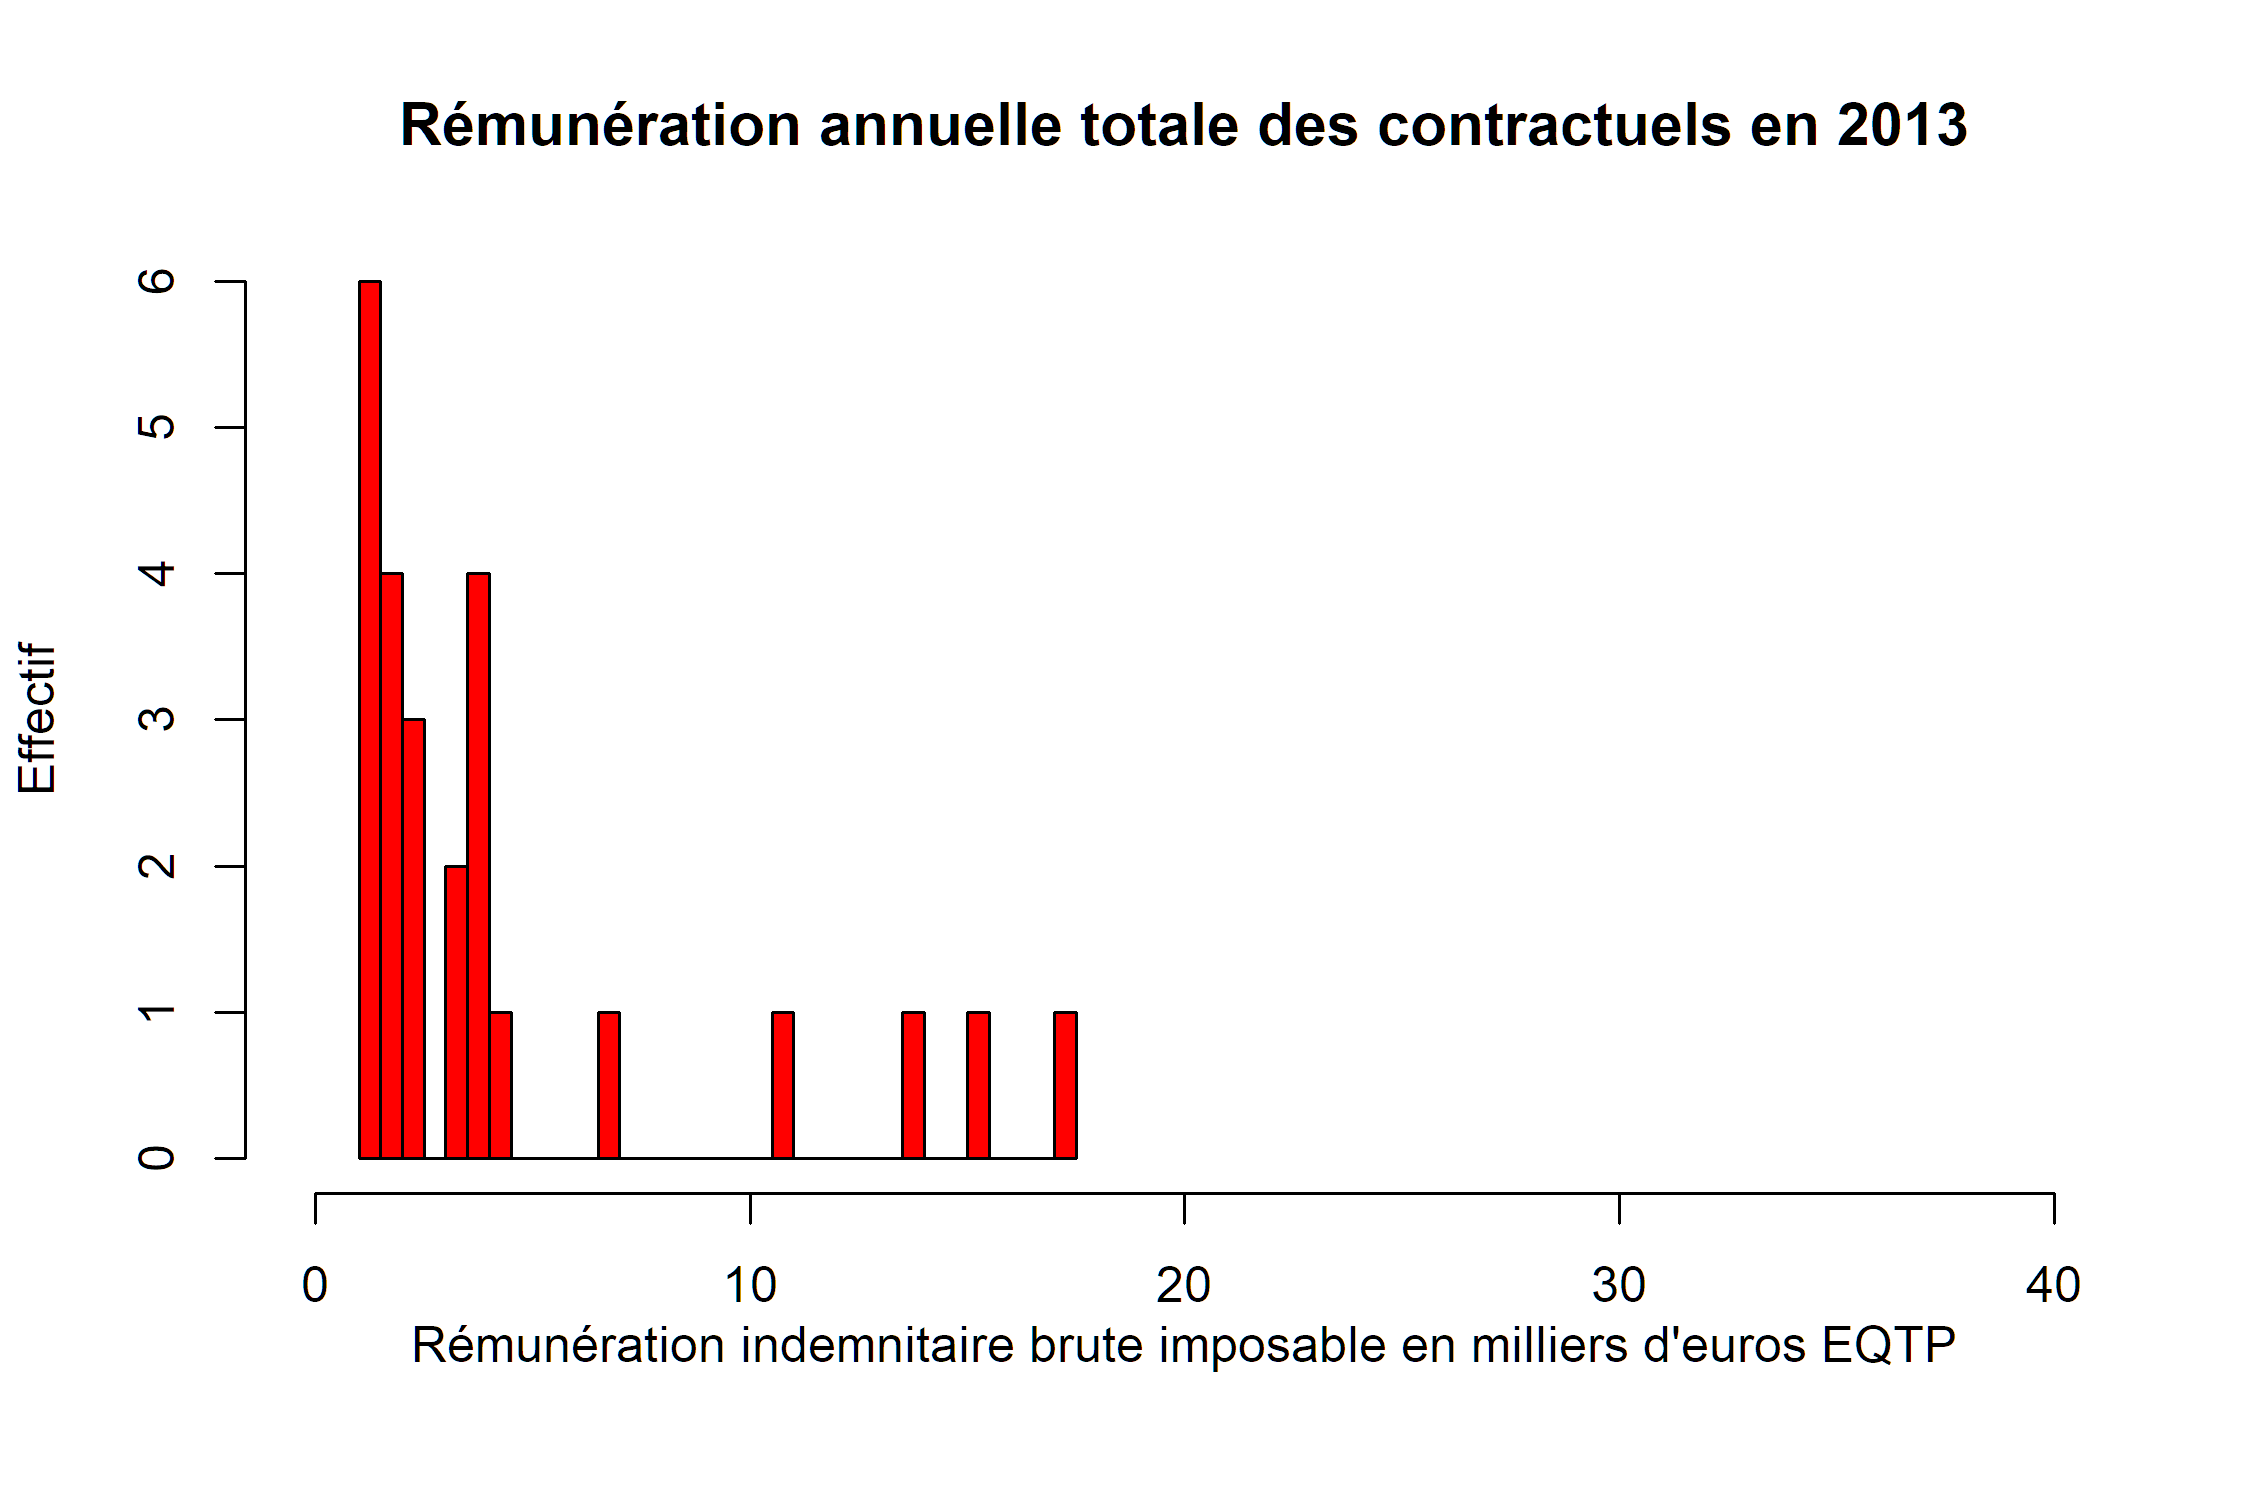 Rémunération annuelle totale des contractuels en 2013
6
5
4
3
2
1
0
Effectif
0 10 20 30 40
Rémunération indemnitaire brute imposable en milliers d'euros EQTP